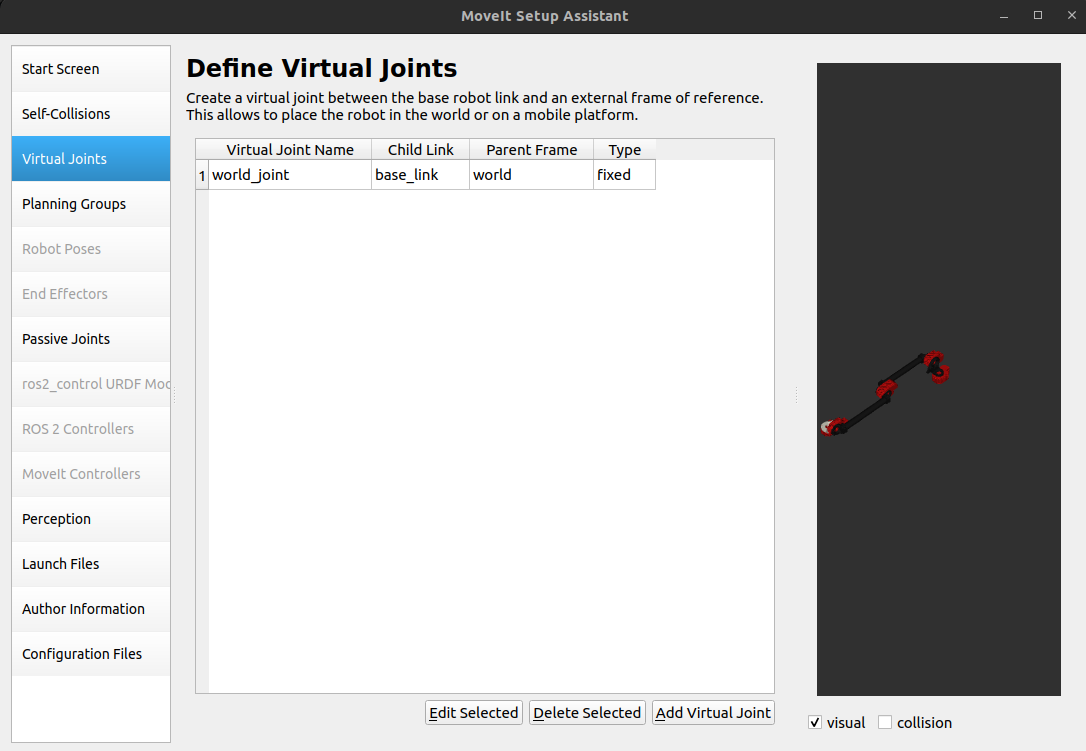 MoveIt Setup Assistant
Start Screen
Self-Collisions
Virtual Joints
Planning Groups
Robot Poses
End Effectors
Passive Joints
ros2_control URDF Moc
ROS 2 Controllers
MoveIt Controllers
Perception
Launch Files
Author Information
Configuration Files
Define Virtual Joints
Create a virtual joint between the base robot link and an external frame of reference.
This allows to place the robot in the world or on a mobile platform.
Virtual Joint Name Child Link Parent Frame Type
1 world_joint base_link world fixed
Edit Selected Delete Selected Add Virtual Joint
visual collision